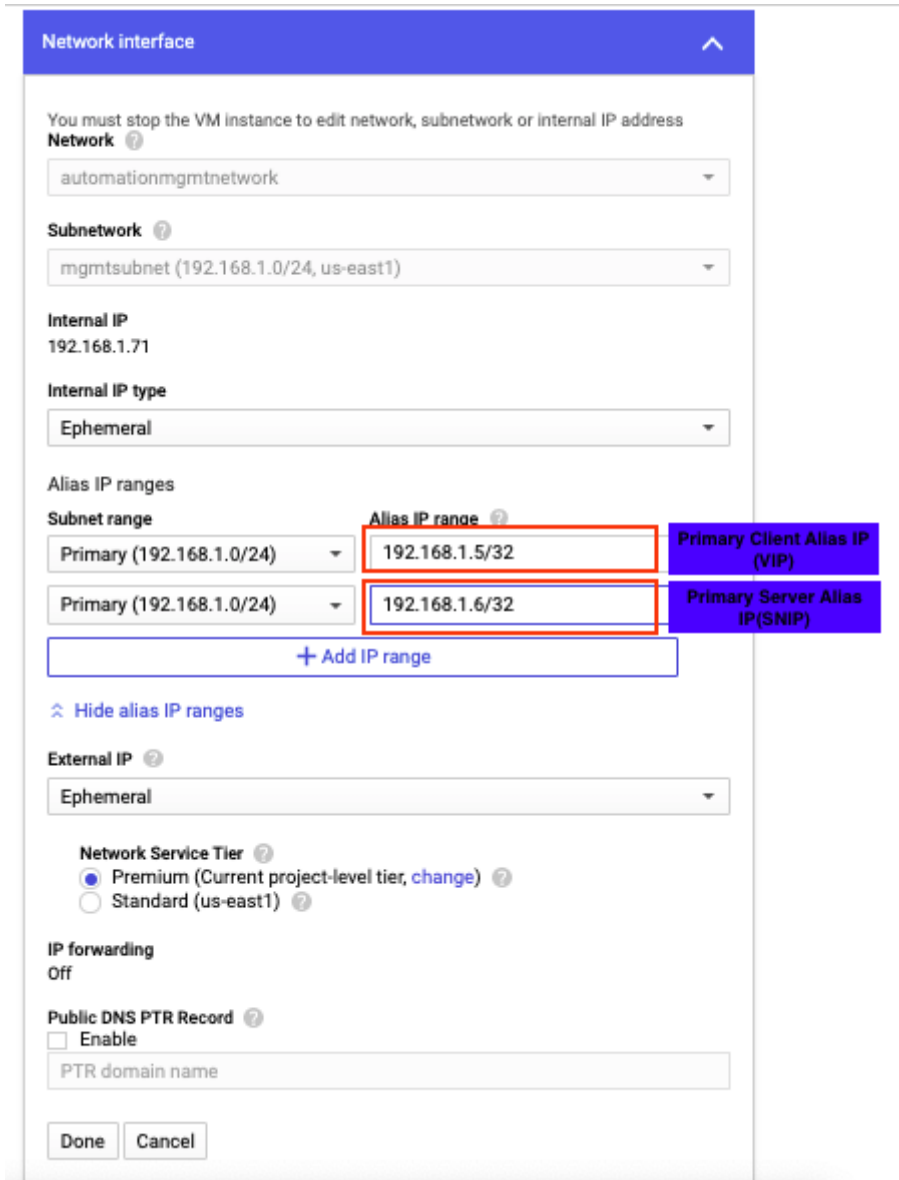 Network interface
You must stop the VM instance to edit network, subnetwork or internal IP address
Network
automationmgmtnetwork
Subnetwork
mgmtsubnet (192.168.1.0/24, us-east1)
Internal IP
192.168.1.71
Internal IP type
Ephemeral
Alias IP ranges
Subnet range Alias IP range
Primary (192.168.1.0/24) 192.168.1.5/32 Primary Client Alias IP
(VIP)
Primary (192.168.1.0/24) 192.168.1.6/32 Primary Server Alias
IP(SNIP)
+ Add IP range
Hide alias IP ranges
External IP
Ephemeral
Network Service Tier
Premium (Current project-level tier, change)
Standard (us-east1)
IP forwarding
Off
Public DNS PTR Record
Enable
PTR domain name
Done Cancel